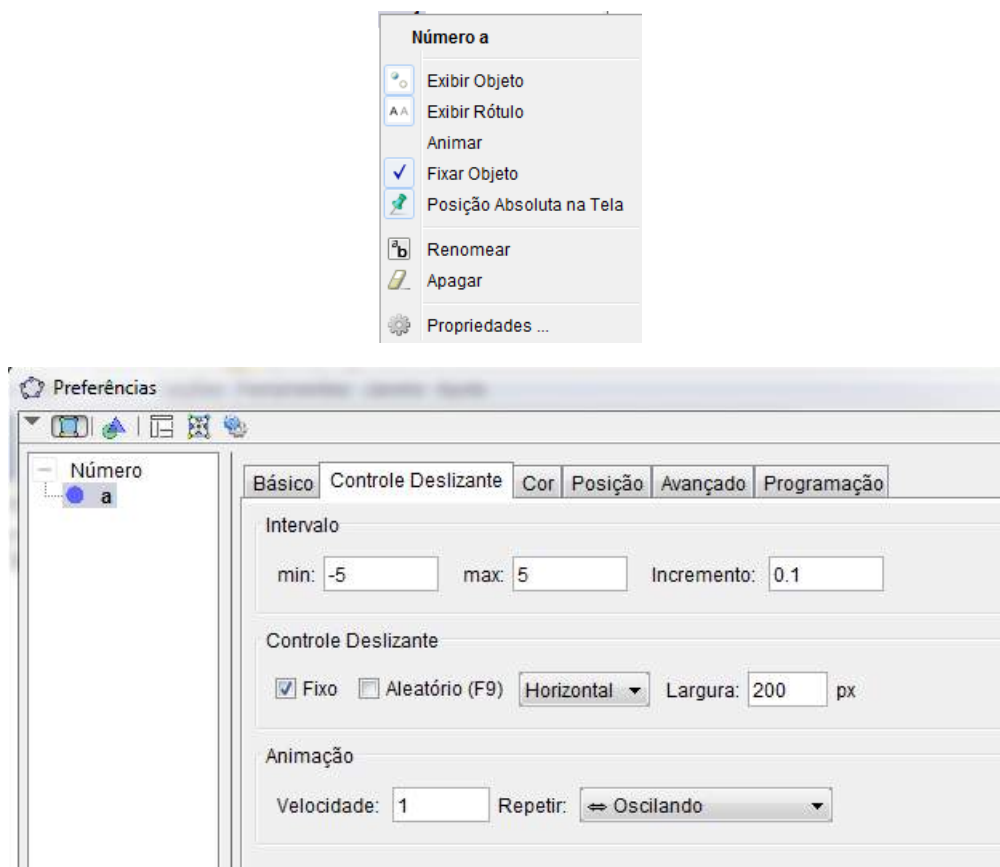 Número a
Exibir Objeto
AA Exibir Rótulo
Animar
Fixar Objeto
Posição Absoluta na Tela
ab Renomear
Apagar
Propriedades ...
Preferências
Número
a
Básico Controle Deslizante Cor Posição Avançado Programação
Intervalo
min: -5 max: 5 Incremento: 0.1
Controle Deslizante
Fixo Aleatório (F9) Horizontal Largura: 200 px
Animação
Velocidade: 1 Repetir: ⇔ Oscilando